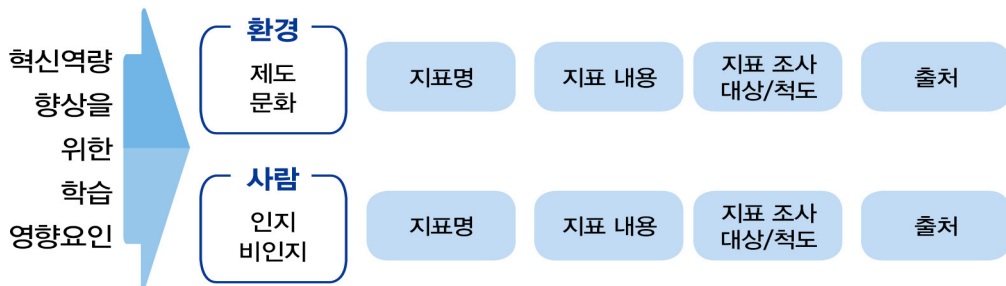 혁신역량
향상을
위한
학습
영향요인
환경
제도
문화
지표명
지표 내용
지표 조사
대상/척도
출처
사람
인지
비인지
지표명
지표 내용
지표 조사
대상/척도
출처